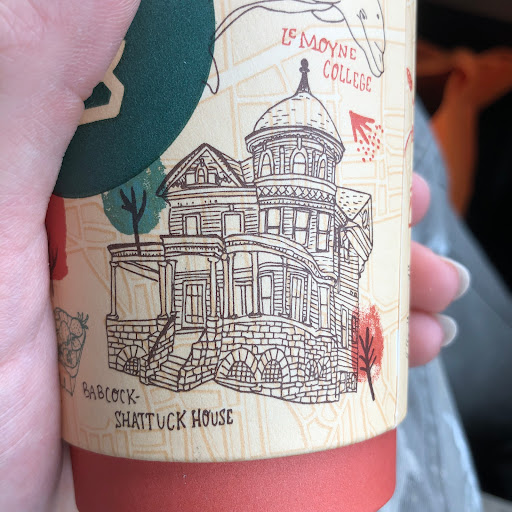 LE MOYNE
COLLEGE
BABCOCK-
SHATTUCK HOUSE